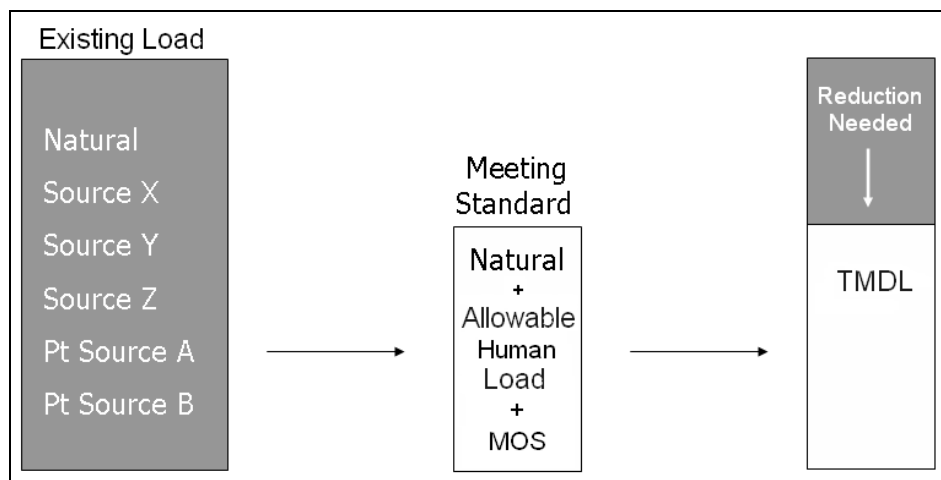 Existing Load
Natural
Source X
Source Y
Source Z
Pt Source A
Pt Source B
Meeting
Standard
Natural
+
Allowable
Human
Load
+
MOS
Reduction
Needed
TMDL